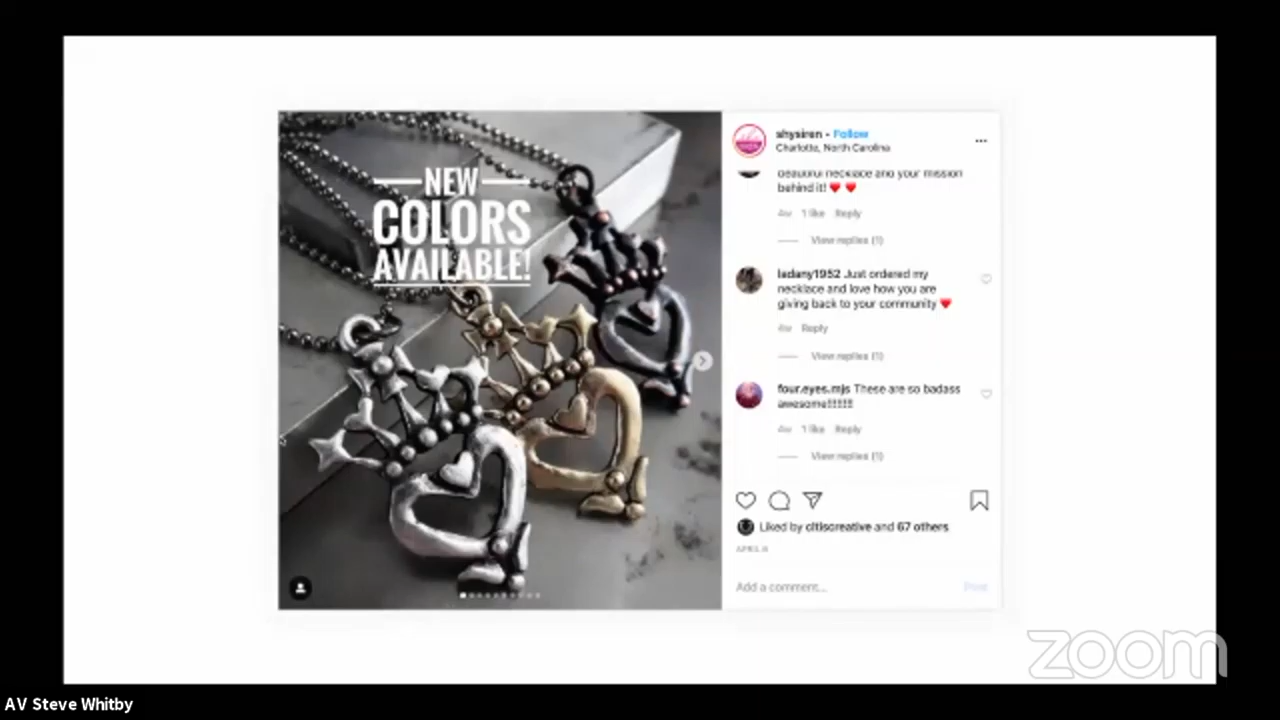 NEW
COLORS
AVAILABLE!
shysiren • Follow
Charlotte, North Carolina
beautiful necklace and your mission
behind it! ❤️ ❤️
4w 1 like Reply
View replies (1)
ladany1952 Just ordered my
necklace and love how you are
giving back to your community ❤️
4w Reply
View replies (1)
four.eyes.mjs These are so badass
awesome!!!!!!!!
4w 1 like Reply
View replies (1)
Liked by citiscreative and 67 others
Add a comment...
Post
zoom
AV Steve Whitby